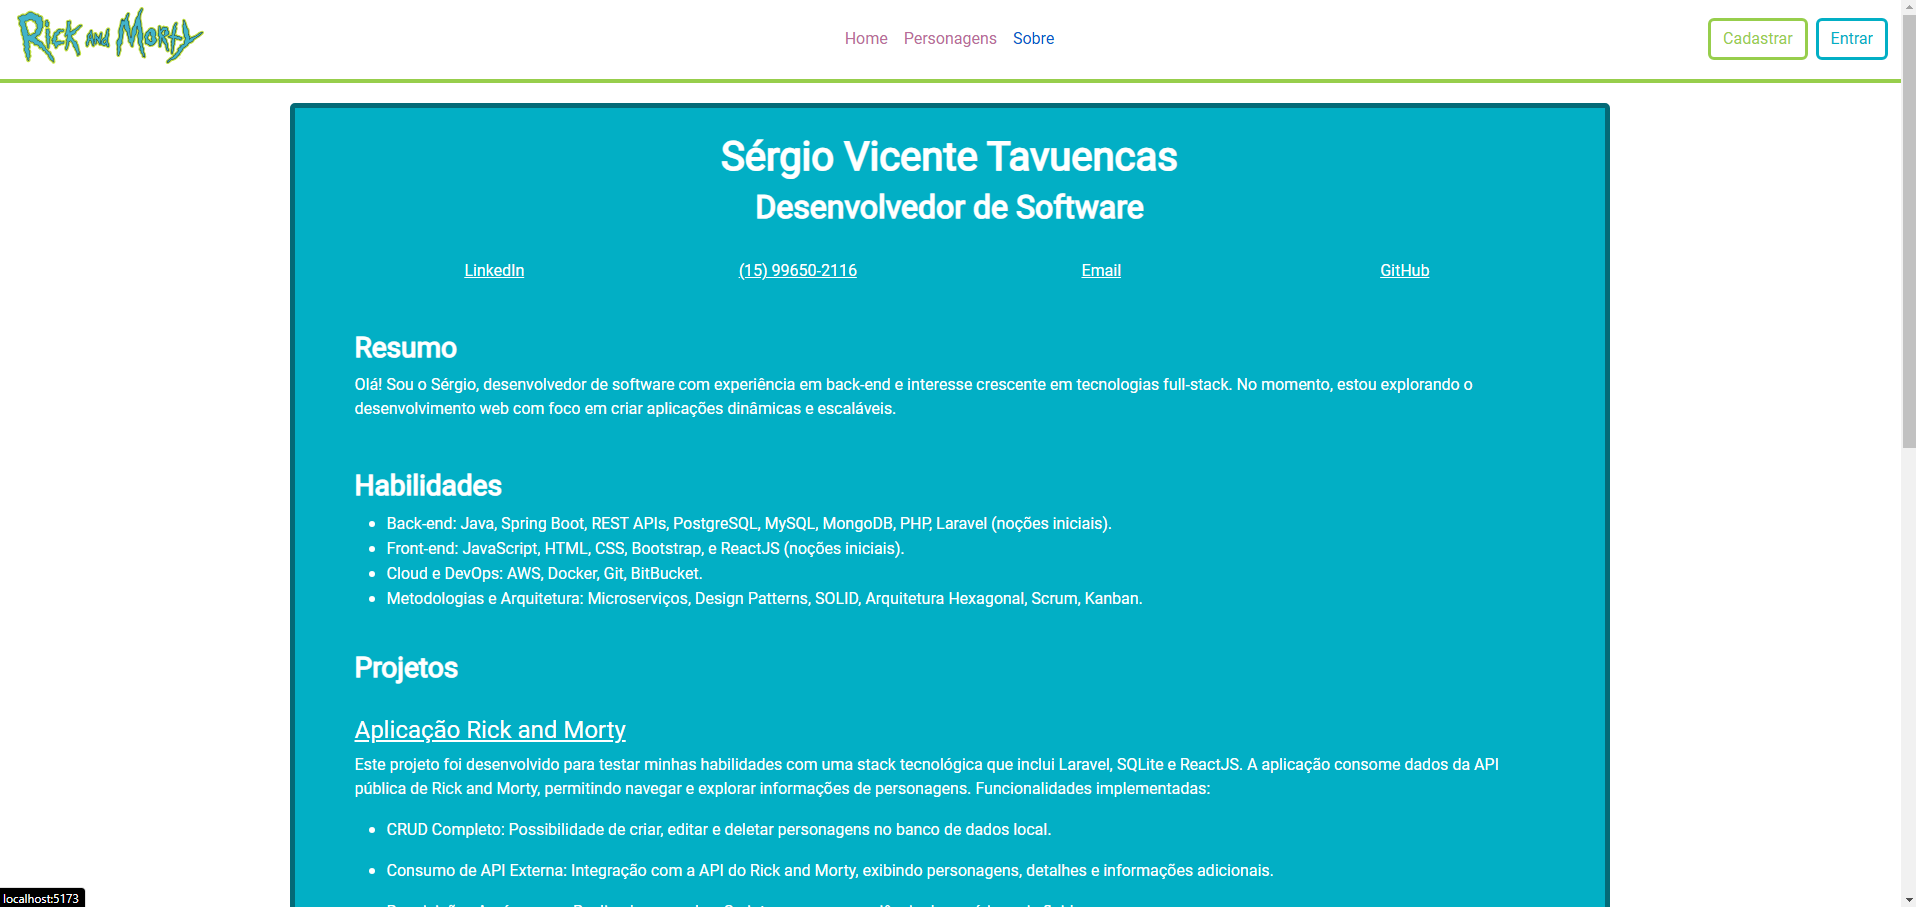 Rick and Morty
Home Personagens Sobre
Cadastrar Entrar
Sérgio Vicente Tavuencas
Desenvolvedor de Software
LinkedIn (15) 99650-2116 Email GitHub
Resumo
Olá! Sou o Sérgio, desenvolvedor de software com experiência em back-end e interesse crescente em tecnologias full-stack. No momento, estou explorando o
desenvolvimento web com foco em criar aplicações dinâmicas e escaláveis.
Habilidades
• Back-end: Java, Spring Boot, REST APIs, PostgreSQL, MySQL, MongoDB, PHP, Laravel (noções iniciais).
• Front-end: JavaScript, HTML, CSS, Bootstrap, e ReactJS (noções iniciais).
• Cloud e DevOps: AWS, Docker, Git, BitBucket.
• Metodologias e Arquitetura: Microserviços, Design Patterns, SOLID, Arquitetura Hexagonal, Scrum, Kanban.
Projetos
Aplicação Rick and Morty
Este projeto foi desenvolvido para testar minhas habilidades com uma stack tecnológica que inclui Laravel, SQLite e ReactJS. A aplicação consome dados da API
pública de Rick and Morty, permitindo navegar e explorar informações de personagens. Funcionalidades implementadas:
• CRUD Completo: Possibilidade de criar, editar e deletar personagens no banco de dados local.
• Consumo de API Externa: Integração com a API do Rick and Morty, exibindo personagens, detalhes e informações adicionais.
localhost:5173